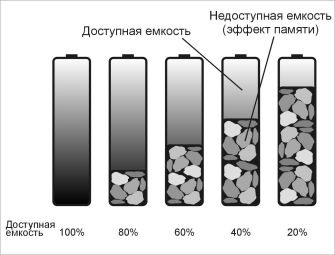 Недоступная емкость
Доступная емкость
(эффект памяти)
Доступная
емкость
100% 80% 60% 40% 20%